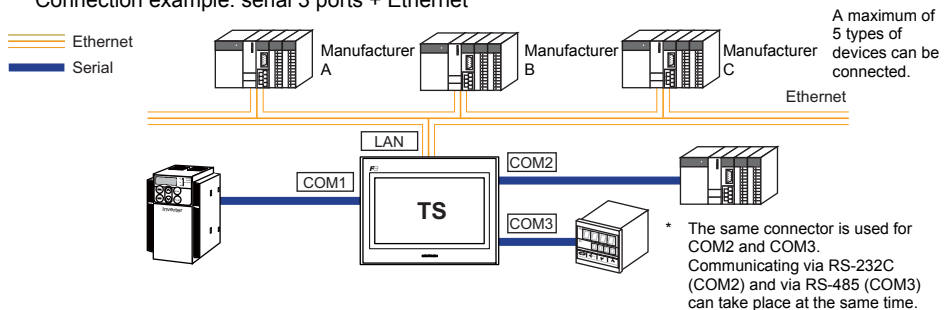 Connection example: serial 3 ports + Ethernet
Ethernet
Serial
Manufacturer
A
Manufacturer
B
Manufacturer
C
A maximum of
5 types of
devices can be
connected.
Ethernet
LAN
COM1
COM2
COM3
Inverter
TS
* The same connector is used for
COM2 and COM3.
Communicating via RS-232C
(COM2) and via RS-485 (COM3)
can take place at the same time.